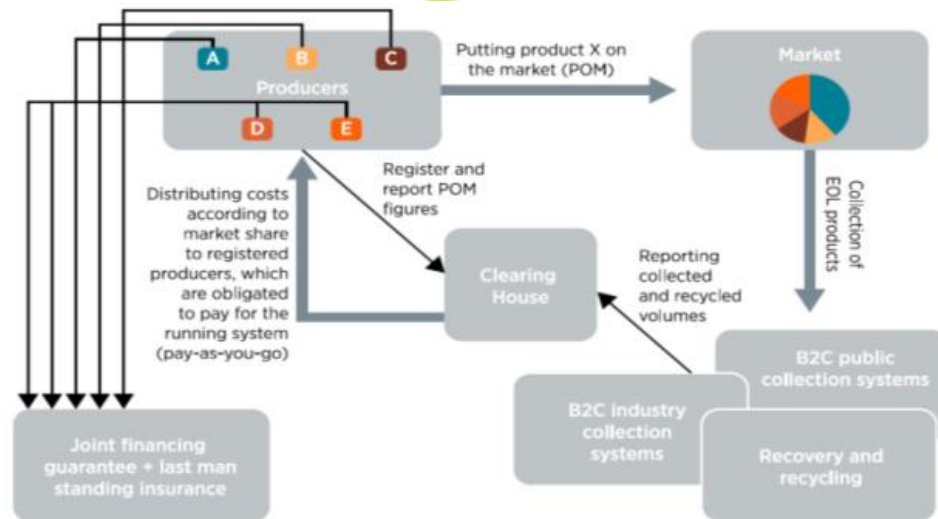 A
B
C
Producers
D
E
Putting product X on
the market (POM)
Market
Collection of
EOL products
Register and
report POM
figures
Distributing costs
according to
market share
to registered
producers, which
are obligated
to pay for the
running system
(pay-as-you-go)
Clearing
House
Reporting
collected
and recycled
volumes
B2C public
collection systems
B2C industry
collection
systems
Recovery and
recycling
Joint financing
guarantee + last man
standing insurance